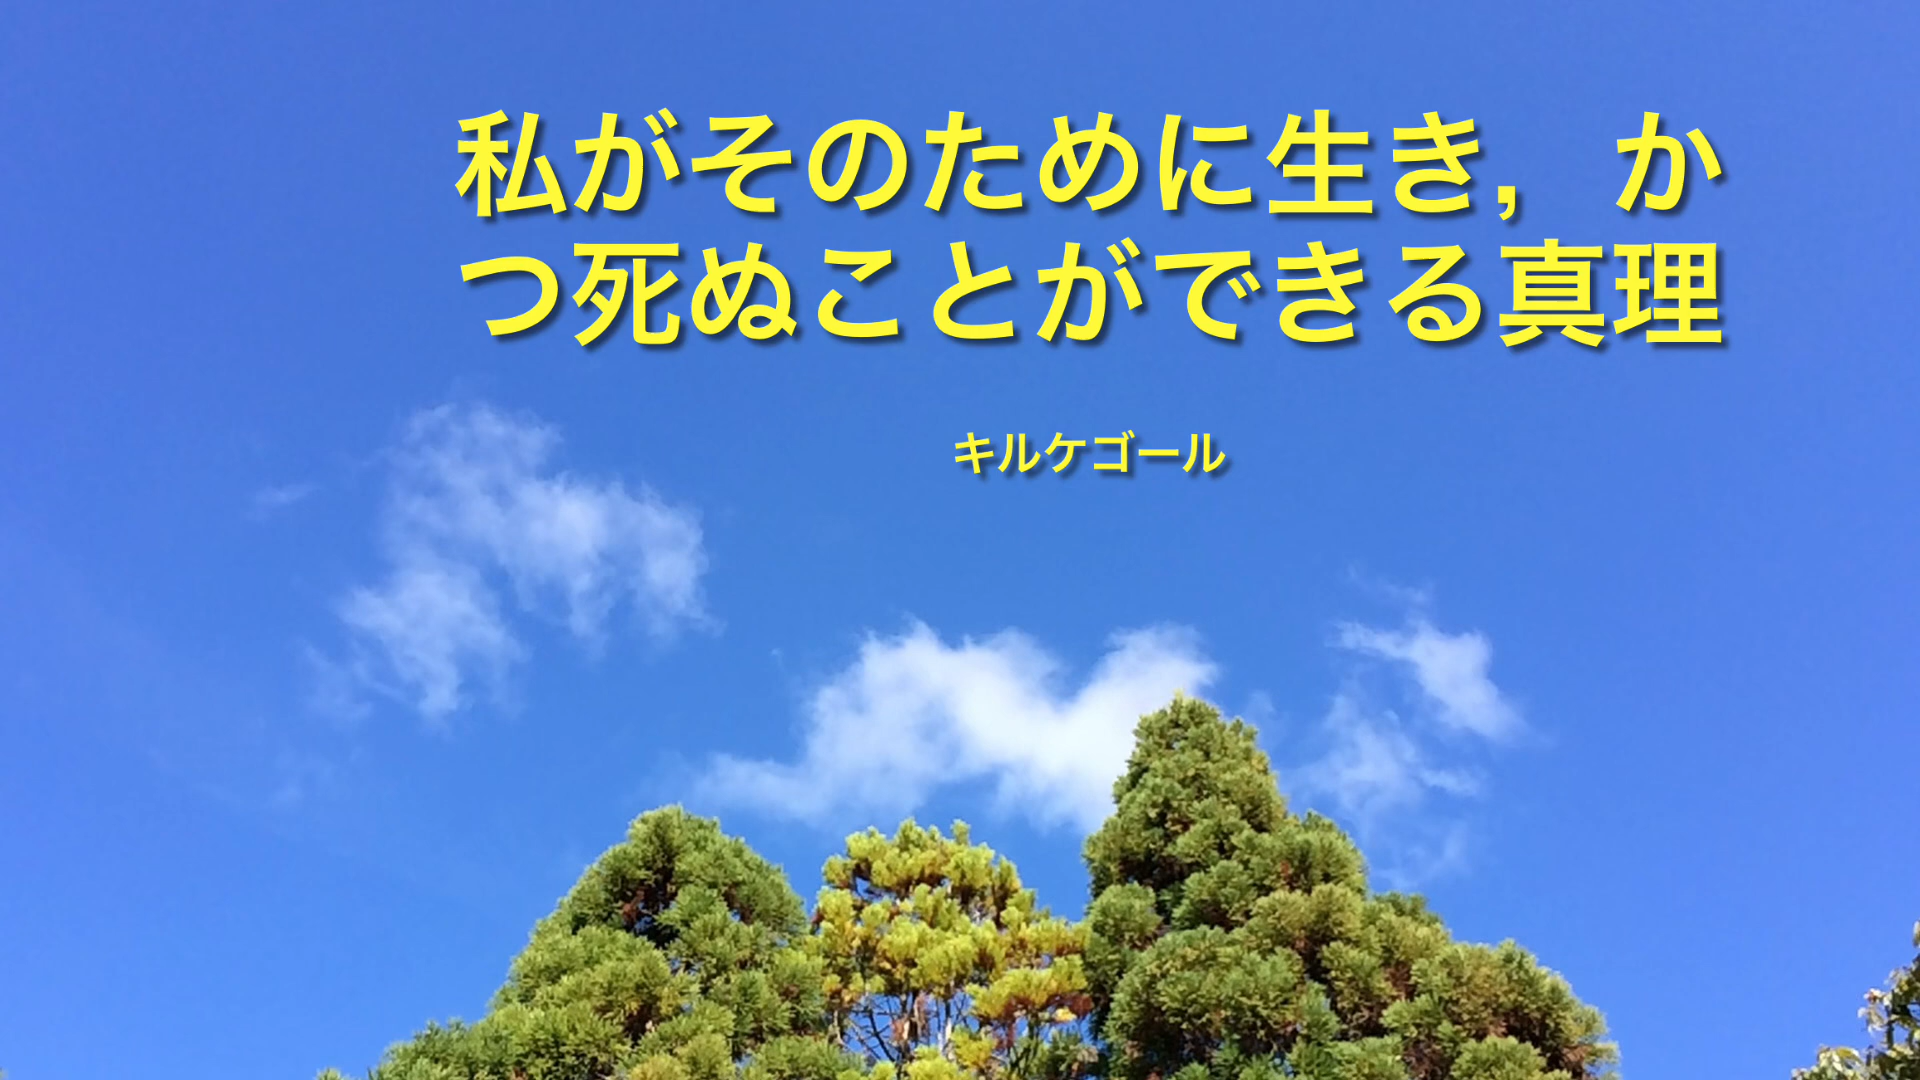 私がそのために生き，か
つ死ぬことができる真理
キルケゴール